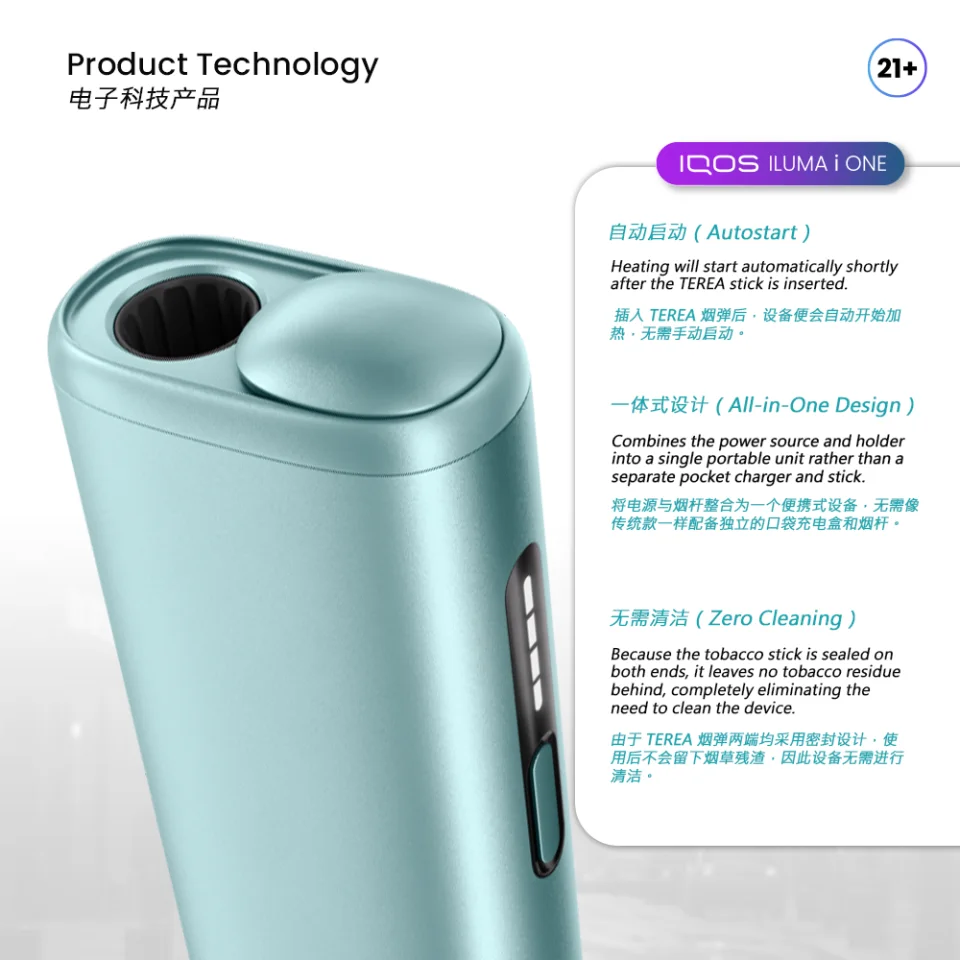 Product Technology
电子科技产品
21+
IQOS ILUMA i ONE
自动启动 ( Autostart )
Heating will start automatically shortly
after the TEREA stick is inserted.
插入 TEREA 烟弹后，设备便会自动开始加
热，无需手动启动。
一体式设计 ( All-in-One Design )
Combines the power source and holder
into a single portable unit rather than a
separate pocket charger and stick.
将电源与烟杆整合为一个便携式设备，无需像
传统款一样配备独立的口袋充电盒和烟杆。
无需清洁 ( Zero Cleaning )
Because the tobacco stick is sealed on
both ends, it leaves no tobacco residue
behind, completely eliminating the
need to clean the device.
由于 TEREA 烟弹两端均采用密封设计，使
用后不会留下烟草残渣，因此设备无需进行
清洁。